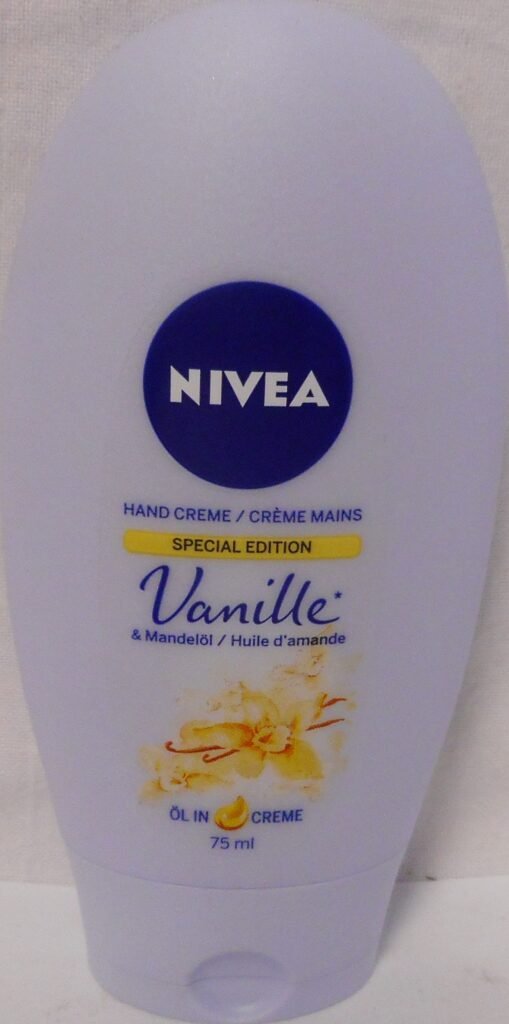 NIVEA
HAND CREME / CRÈME MAINS
SPECIAL EDITION
Vanille*
& Mandelöl / Huile d'amande
ÖL IN CREME
75 ml